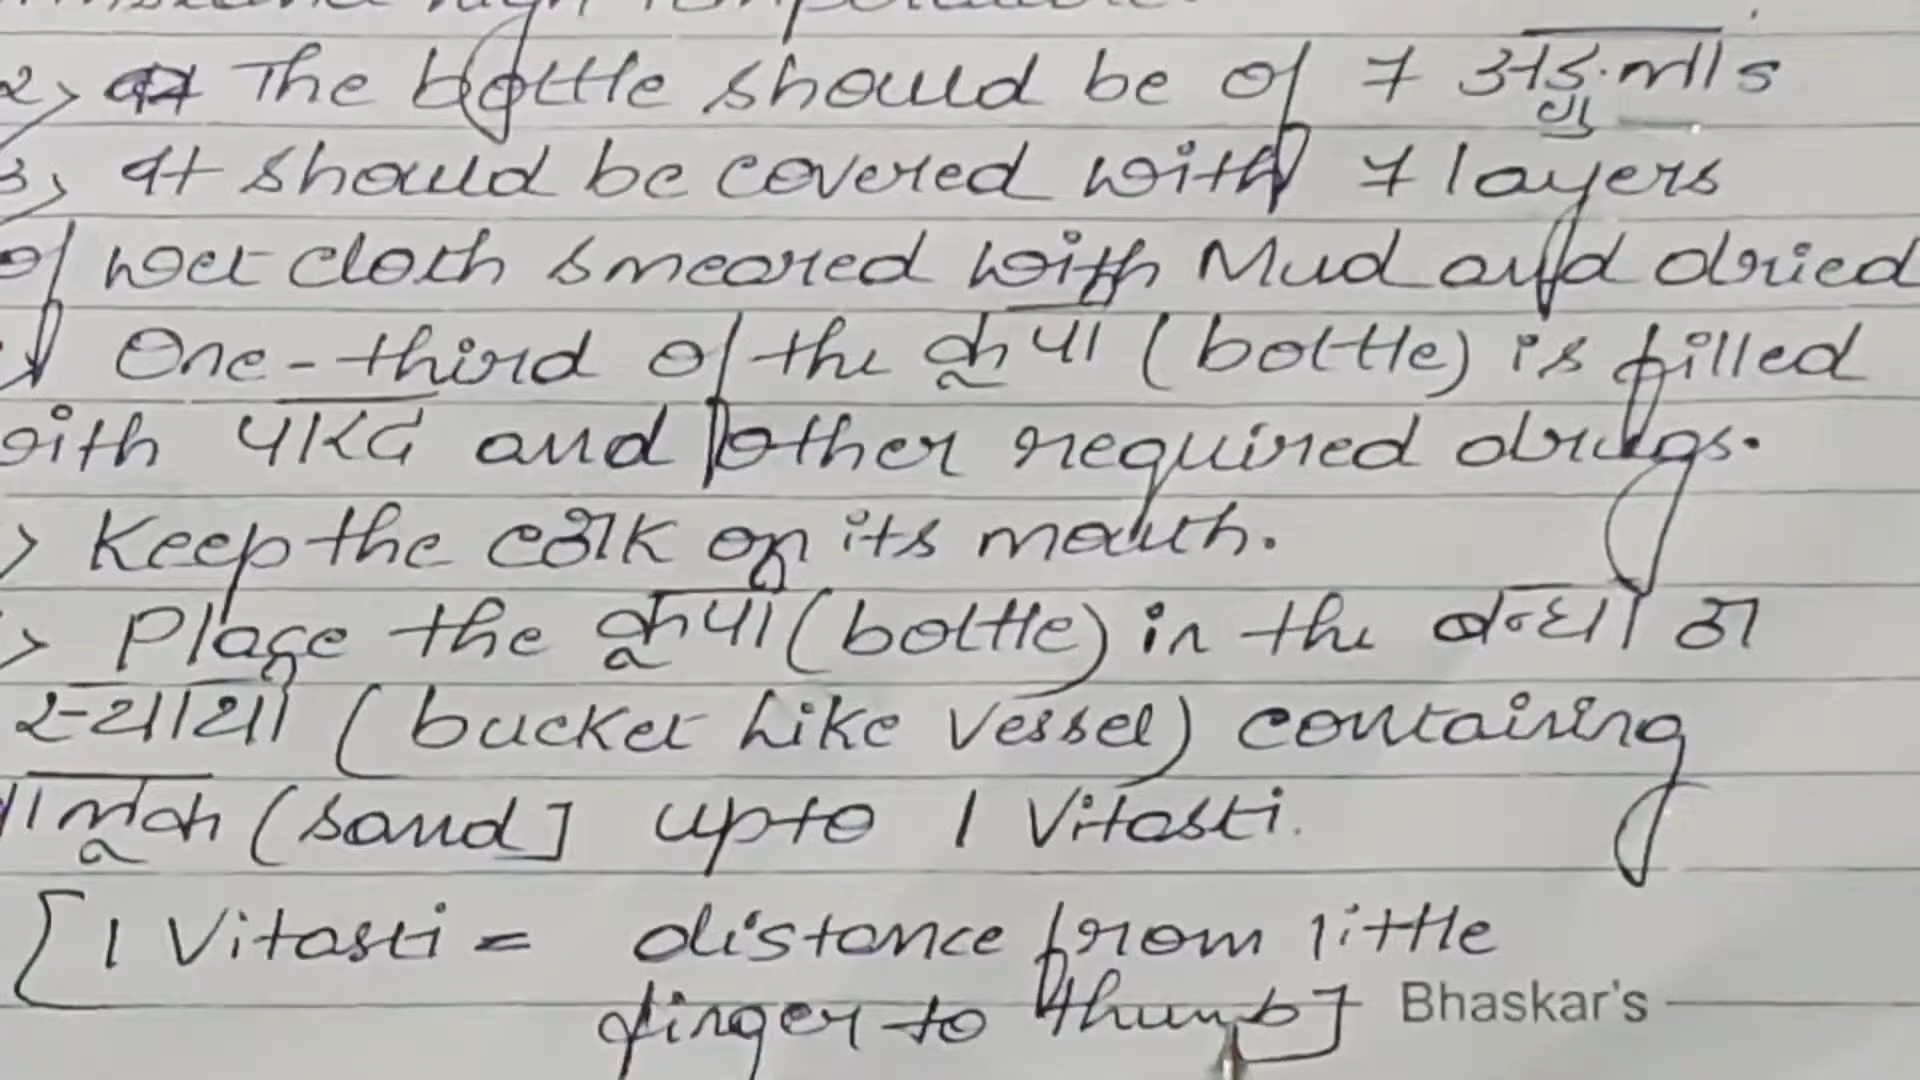 high Temperature.
2, The bottle should be of 7 अङ्गुलीs
3, It should be covered with 7 layers
of wet cloth smeared with Mud and dried
One-third of the कूपी (bottle) is filled
with पारद and other required drugs.
> Keep the cork on its mouth.
> Place the कूपी (bottle) in the
स्थाली (bucket Like Vessel) containing
(sand] upto 1 Vitasti.
[1 Vitasti = distance from little
finger to thumb]
Bhaskar's